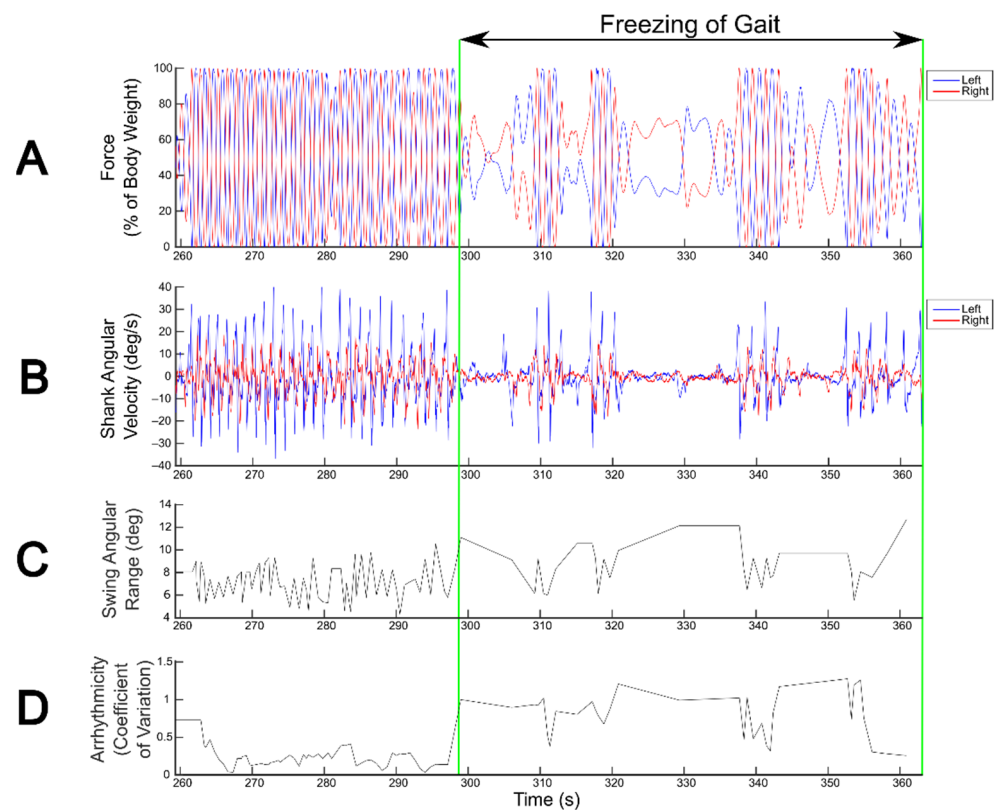 Freezing of Gait
A
Force
(% of Body Weight)
100
80
60
40
20
0
260 270 280 290 300 310 320 330 340 350 360
Left
Right
B
Shank Angular
Velocity (deg/s)
40
30
20
10
0
−10
−20
−30
−40
260 270 280 290 300 310 320 330 340 350 360
Left
Right
C
Swing Angular
Range (deg)
14
12
10
8
6
4
260 270 280 290 300 310 320 330 340 350 360
D
Arrhythmicity
(Coefficient
of Variation)
1.5
1
0.5
0
260 270 280 290 300 310 320 330 340 350 360
Time (s)